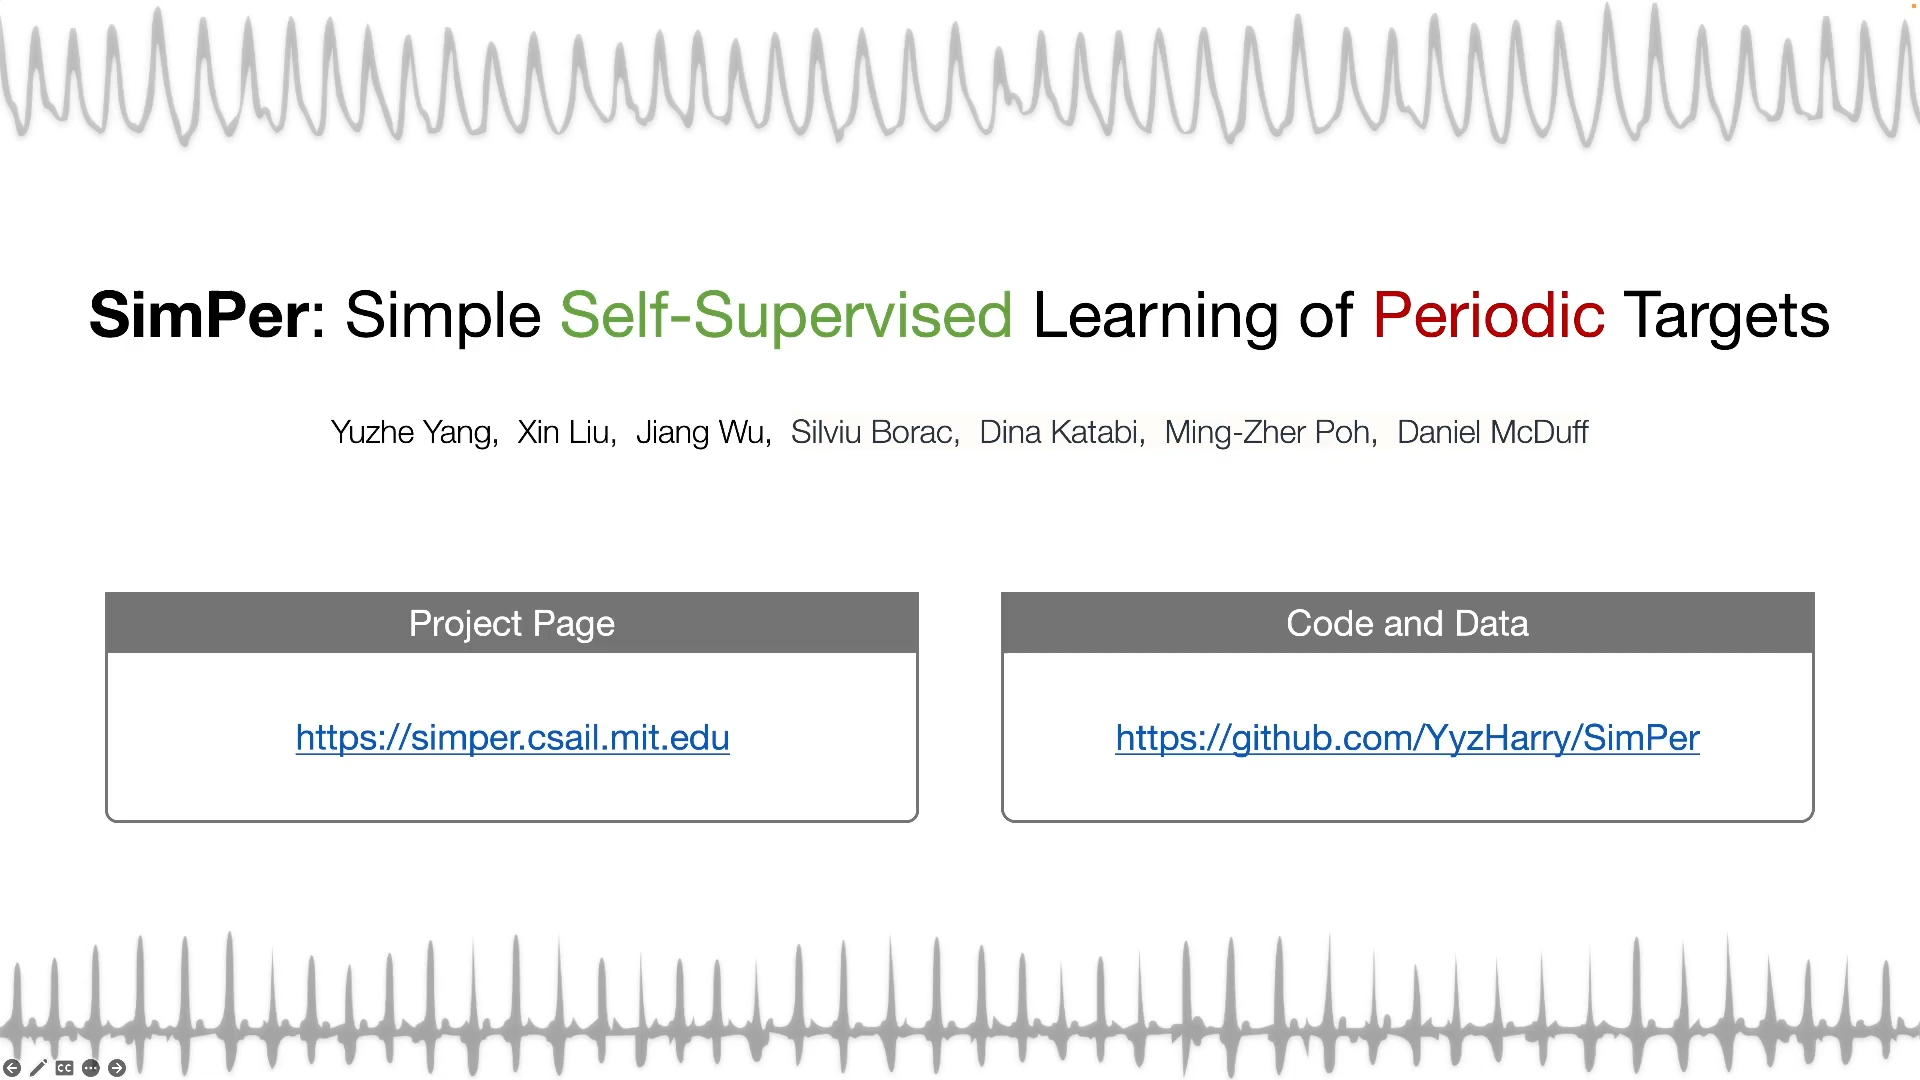 SimPer: Simple Self-Supervised Learning of Periodic Targets
Yuzhe Yang, Xin Liu, Jiang Wu, Silviu Borac, Dina Katabi, Ming-Zher Poh, Daniel McDuff
Project Page
https://simper.csail.mit.edu
Code and Data
https://github.com/YyzHarry/SimPer
CC